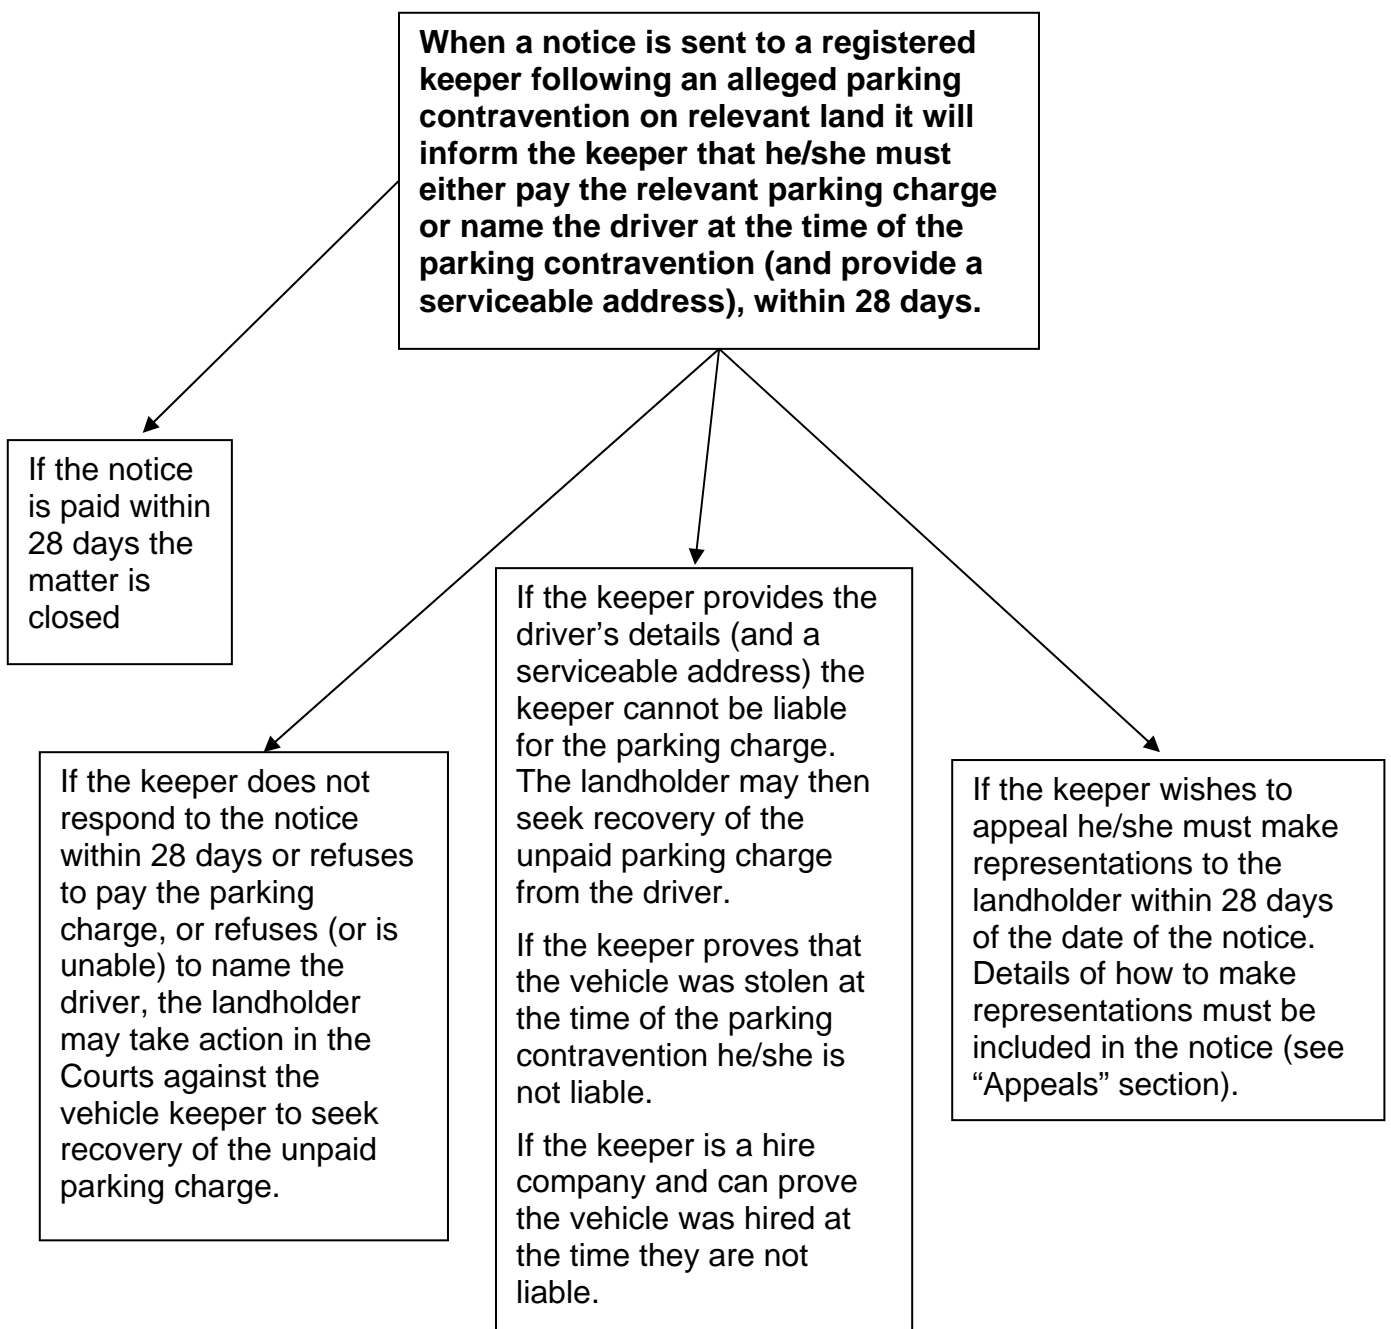 When a notice is sent to a registered
keeper following an alleged parking
contravention on relevant land it will
inform the keeper that he/she must
either pay the relevant parking charge
or name the driver at the time of the
parking contravention (and provide a
serviceable address), within 28 days.
If the notice
is paid within
28 days the
matter is
closed
If the keeper does not
respond to the notice
within 28 days or refuses
to pay the parking
charge, or refuses (or is
unable) to name the
driver, the landholder
may take action in the
Courts against the
vehicle keeper to seek
recovery of the unpaid
parking charge.
If the keeper provides the
driver’s details (and a
serviceable address) the
keeper cannot be liable
for the parking charge.
The landholder may then
seek recovery of the
unpaid parking charge
from the driver.
If the keeper proves that
the vehicle was stolen at
the time of the parking
contravention he/she is
not liable.
If the keeper is a hire
company and can prove
the vehicle was hired at
the time they are not
liable.
If the keeper wishes to
appeal he/she must make
representations to the
landholder within 28 days
of the date of the notice.
Details of how to make
representations must be
included in the notice (see
“Appeals” section).